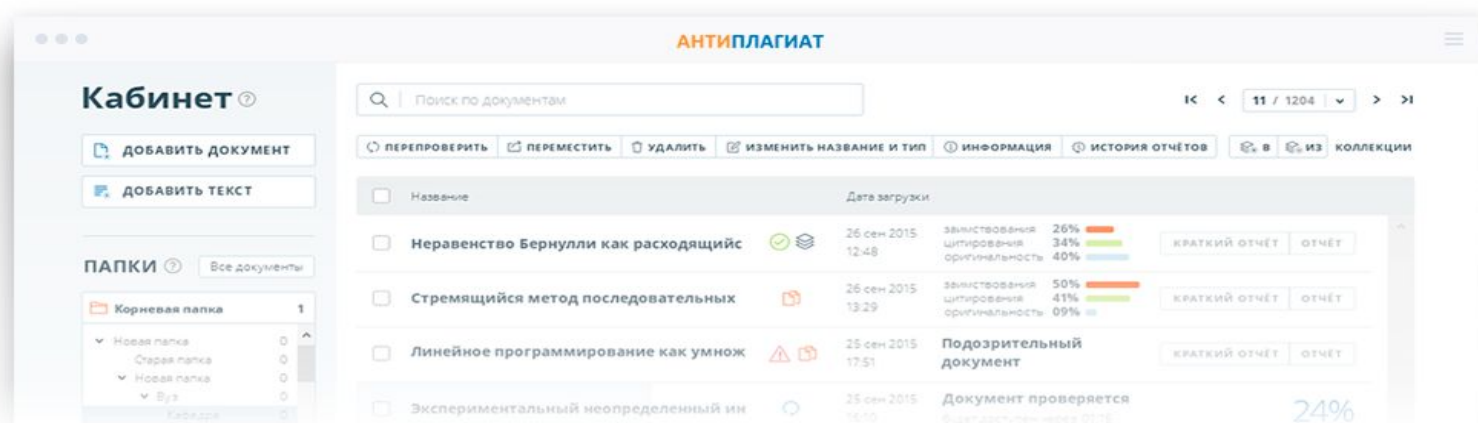 АНТИПЛАГИАТ
Кабинет
ДОБАВИТЬ ДОКУМЕНТ
ДОБАВИТЬ ТЕКСТ
ПАПКИ Все документы
Корневая папка 1
Новая папка 0
Старая папка 0
Новая папка 0
Вуз 0
Кафедра 0
Поиск по документам
11 / 1204
ПЕРЕПРОВЕРИТЬ ПЕРЕМЕСТИТЬ УДАЛИТЬ ИЗМЕНИТЬ НАЗВАНИЕ И ТИП ИНФОРМАЦИЯ ИСТОРИЯ ОТЧЁТОВ В ИЗ КОЛЛЕКЦИИ
Название Дата загрузки
Неравенство Бернулли как расходящийс
26 сен 2015
12:48
заимствования 26%
цитирования 34%
оригинальность 40%
КРАТКИЙ ОТЧЁТ ОТЧЁТ
Стремящийся метод последовательных
26 сен 2015
13:29
заимствования 50%
цитирования 41%
оригинальность 09%
КРАТКИЙ ОТЧЁТ ОТЧЁТ
Линейное программирование как умнож
25 сен 2015
17:51
Подозрительный
документ
КРАТКИЙ ОТЧЁТ ОТЧЁТ
Экспериментальный неопределенный ин
25 сен 2015
Документ проверяется
24%